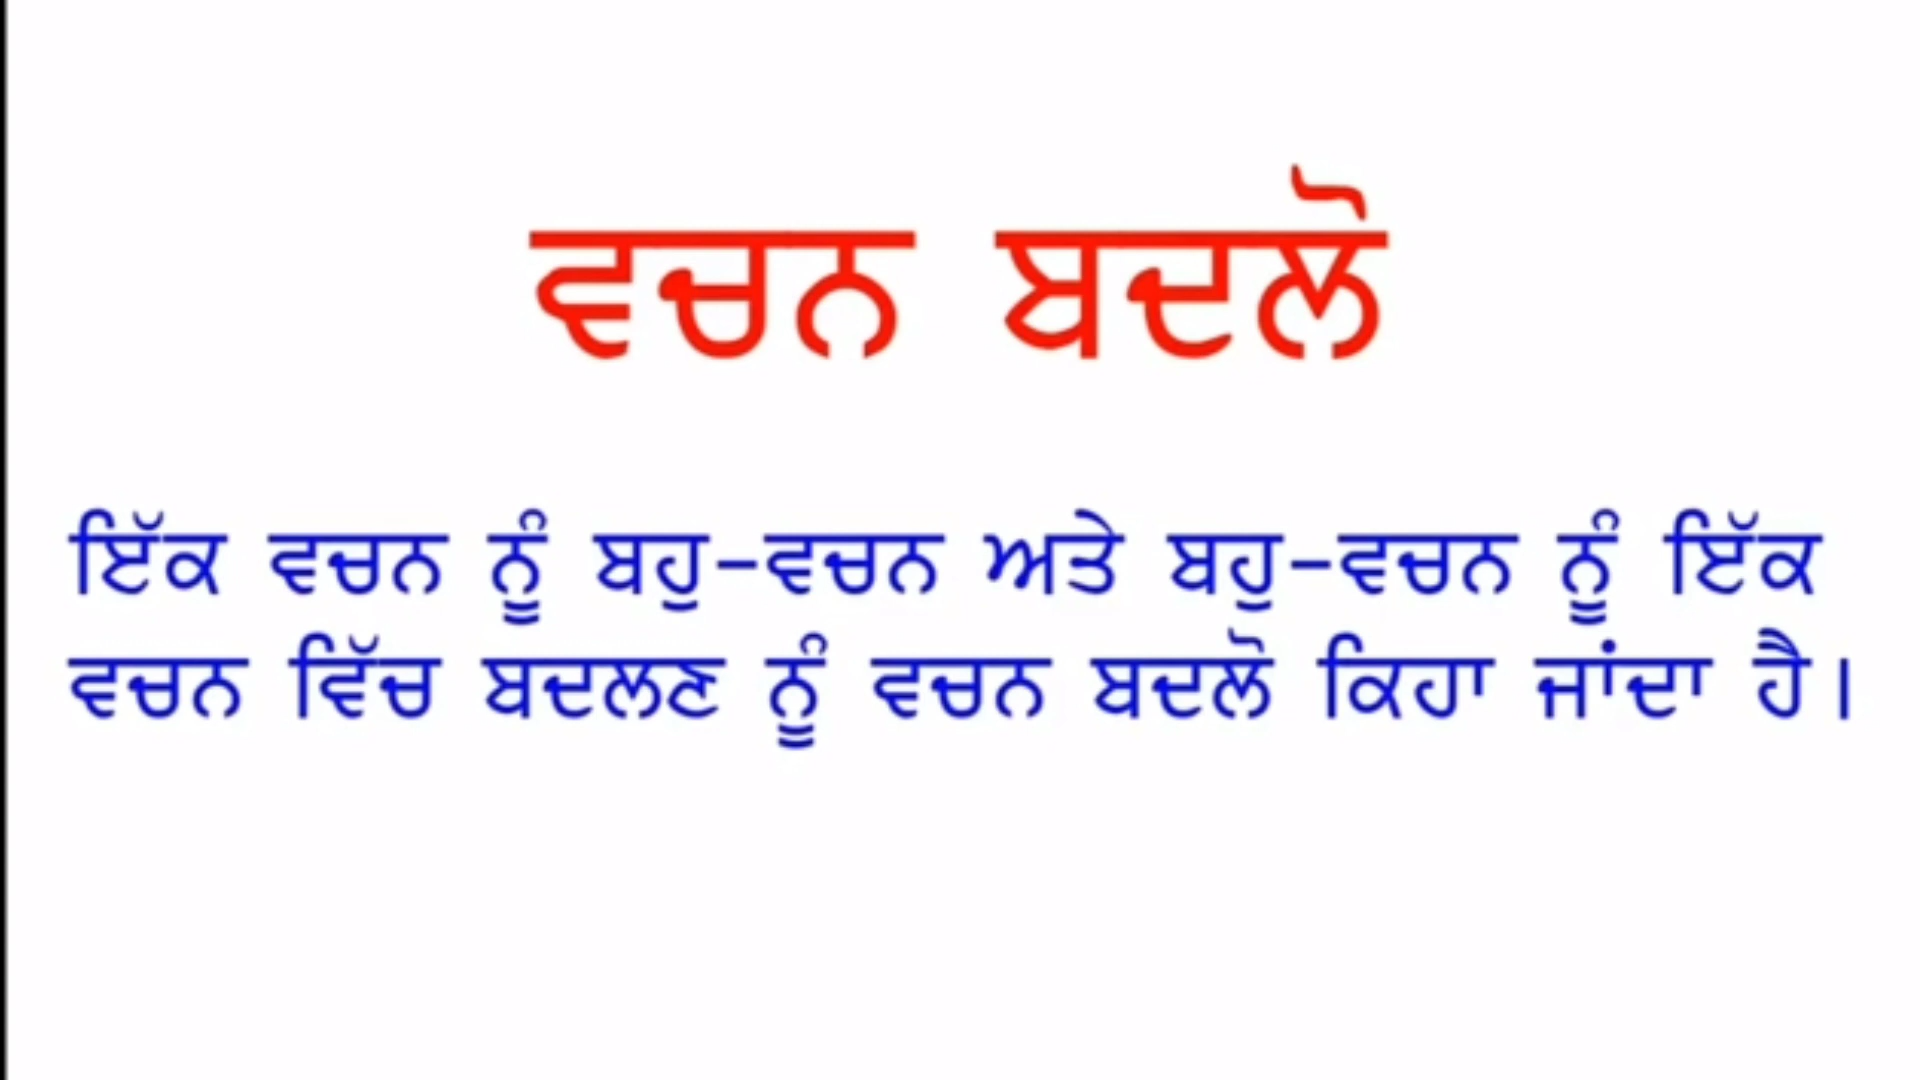 ਵਚਨ ਬਦਲੋ
ਇੱਕ ਵਚਨ ਨੂੰ ਬਹੁ-ਵਚਨ ਅਤੇ ਬਹੁ-ਵਚਨ ਨੂੰ ਇੱਕ
ਵਚਨ ਵਿੱਚ ਬਦਲਣ ਨੂੰ ਵਚਨ ਬਦਲੋ ਕਿਹਾ ਜਾਂਦਾ ਹੈ।